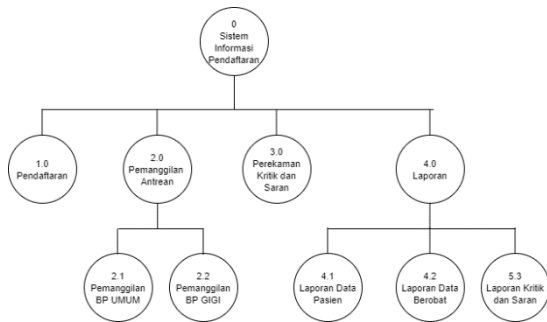 0
Sistem
Informasi
Pendaftaran
1.0
Pendaftaran
2.0
Pemanggilan
Antrean
3.0
Perekaman
Kritik dan
Saran
4.0
Laporan
2.1
Pemanggilan
BP UMUM
2.2
Pemanggilan
BP GIGI
4.1
Laporan Data
Pasien
4.2
Laporan Data
Berobat
5.3
Laporan Kritik
dan Saran